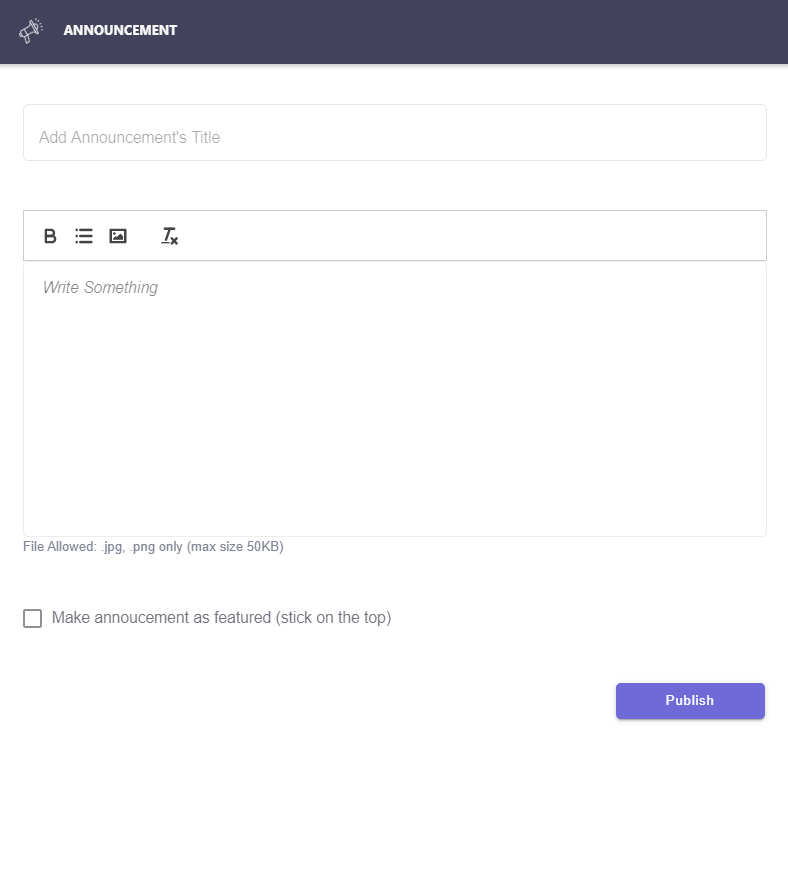 ANNOUNCEMENT
Add Announcement's Title
Write Something
File Allowed: .jpg, .png only (max size 50KB)
Make annoucement as featured (stick on the top)
Publish